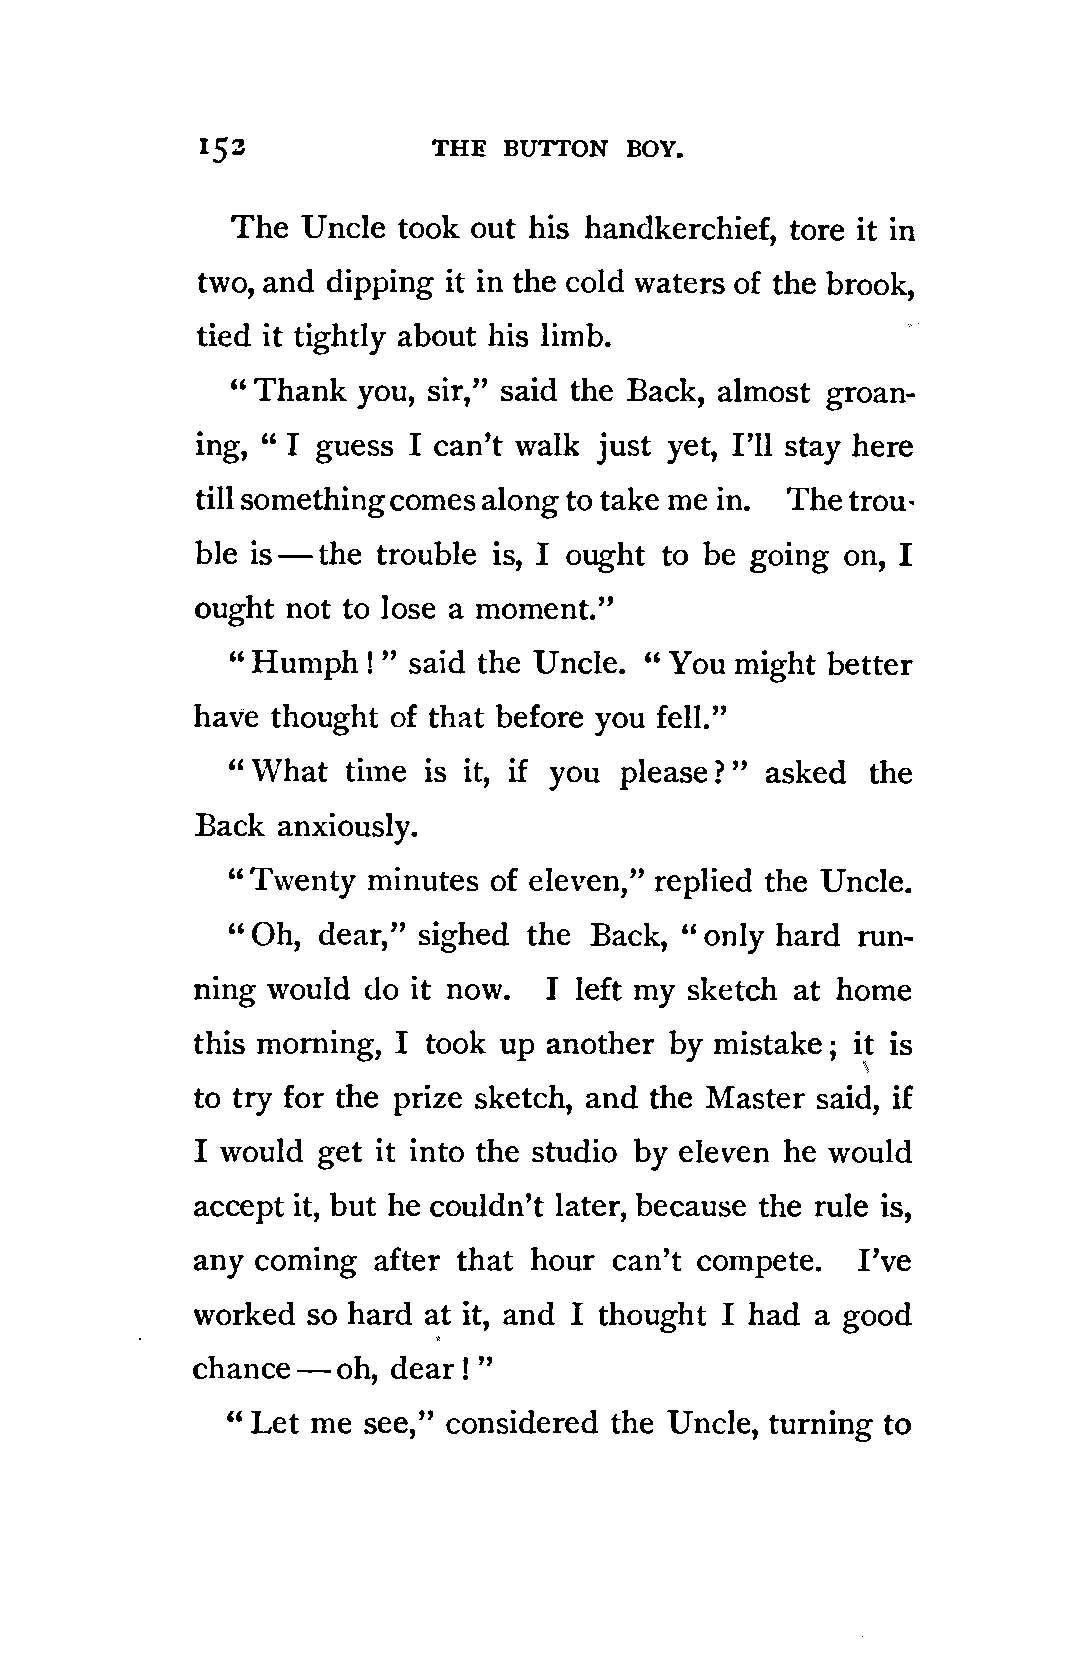 152 THE BUTTON BOY.
The Uncle took out his handkerchief, tore it in
two, and dipping it in the cold waters of the brook,
tied it tightly about his limb.
“Thank you, sir,” said the Back, almost groan-
ing, “I guess I can’t walk just yet, I’ll stay here
till something comes along to take me in. The trou-
ble is—the trouble is, I ought to be going on, I
ought not to lose a moment.”
“Humph!” said the Uncle. “You might better
have thought of that before you fell.”
“What time is it, if you please?” asked the
Back anxiously.
“Twenty minutes of eleven,” replied the Uncle.
“Oh, dear,” sighed the Back, “only hard run-
ning would do it now. I left my sketch at home
this morning, I took up another by mistake; it is
to try for the prize sketch, and the Master said, if
I would get it into the studio by eleven he would
accept it, but he couldn’t later, because the rule is,
any coming after that hour can’t compete. I’ve
worked so hard at it, and I thought I had a good
chance—oh, dear!”
“Let me see,” considered the Uncle, turning to